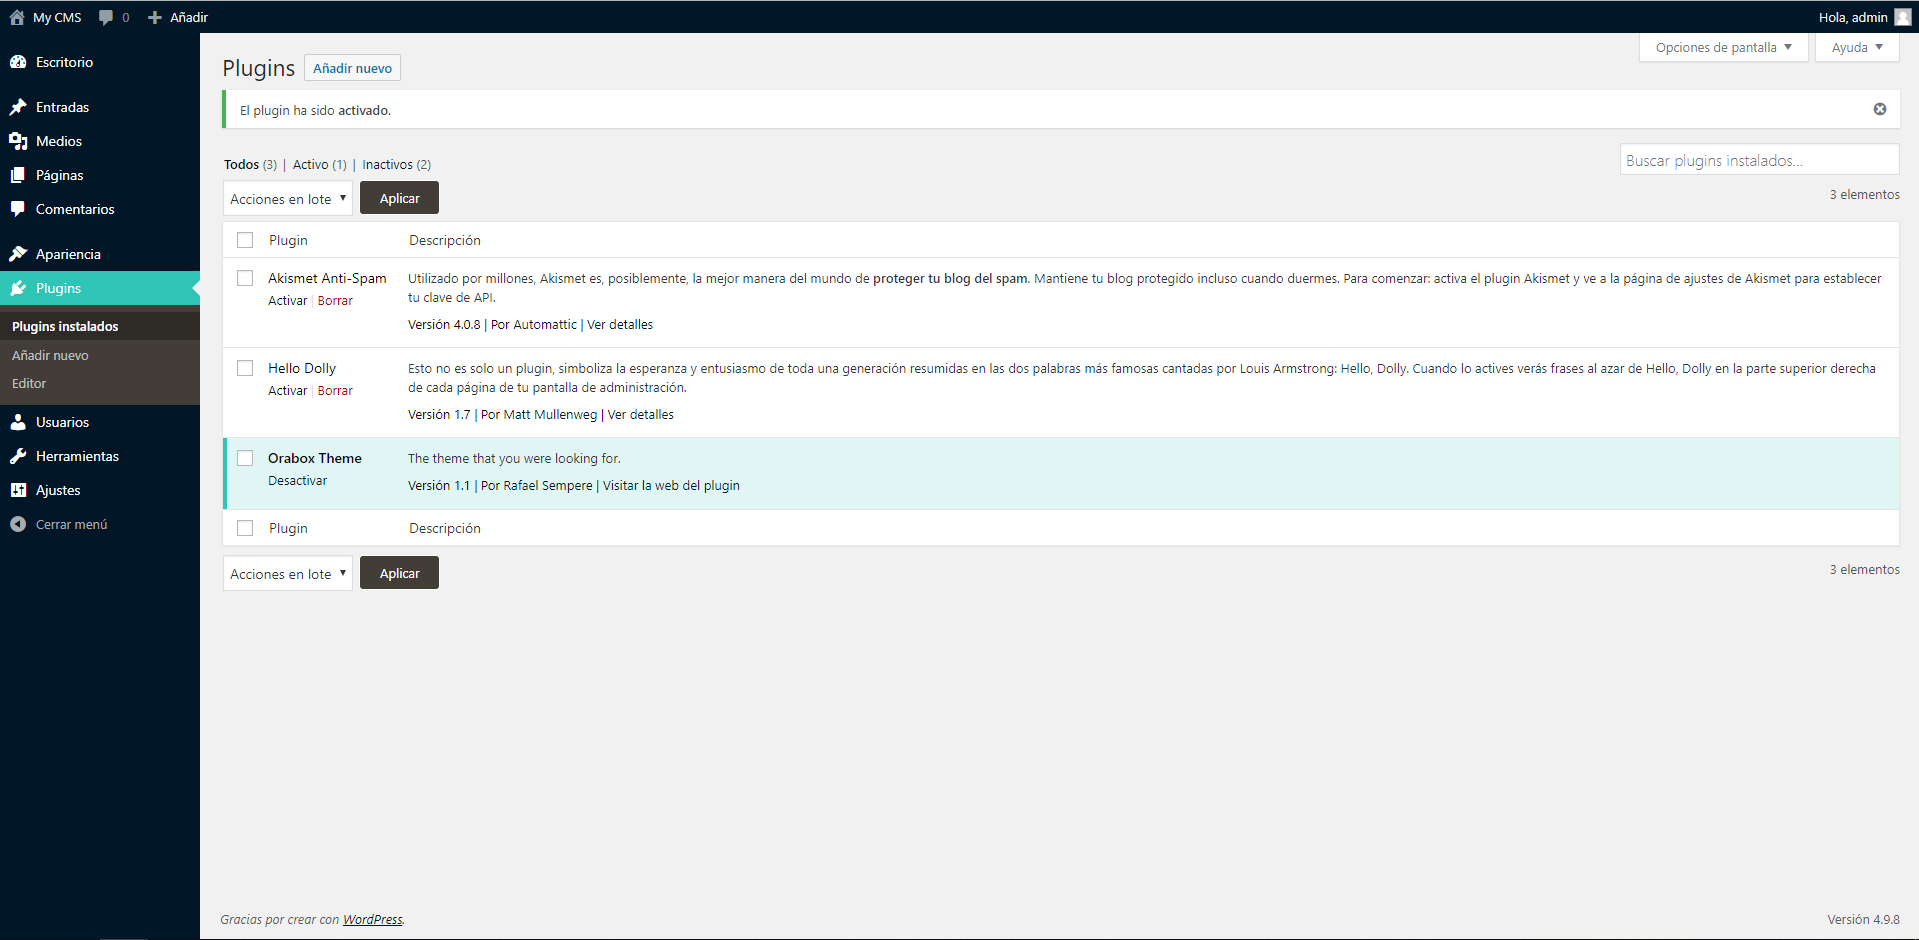 My CMS 0 Añadir Hola, admin
Escritorio
Entradas
Medios
Páginas
Comentarios
Apariencia
Plugins
Plugins instalados
Añadir nuevo
Editor
Usuarios
Herramientas
Ajustes
Cerrar menú
Opciones de pantalla Ayuda
Plugins Añadir nuevo
El plugin ha sido activado.
Todos (3) | Activo (1) | Inactivos (2)
Buscar plugins instalados...
Acciones en lote Aplicar
3 elementos
Plugin Descripción
Akismet Anti-Spam
Activar | Borrar
Utilizado por millones, Akismet es, posiblemente, la mejor manera del mundo de proteger tu blog del spam. Mantiene tu blog protegido incluso cuando duermes. Para comenzar: activa el plugin Akismet y ve a la página de ajustes de Akismet para establecer
tu clave de API.
Versión 4.0.8 | Por Automattic | Ver detalles
Hello Dolly
Activar | Borrar
Esto no es solo un plugin, simboliza la esperanza y entusiasmo de toda una generación resumidas en las dos palabras más famosas cantadas por Louis Armstrong: Hello, Dolly. Cuando lo actives verás frases al azar de Hello, Dolly en la parte superior derecha
de cada página de tu pantalla de administración.
Versión 1.7 | Por Matt Mullenweg | Ver detalles
Orabox Theme
Desactivar
The theme that you were looking for.
Versión 1.1 | Por Rafael Sempere | Visitar la web del plugin
Plugin Descripción
Acciones en lote Aplicar
3 elementos
Gracias por crear con WordPress.
Versión 4.9.8